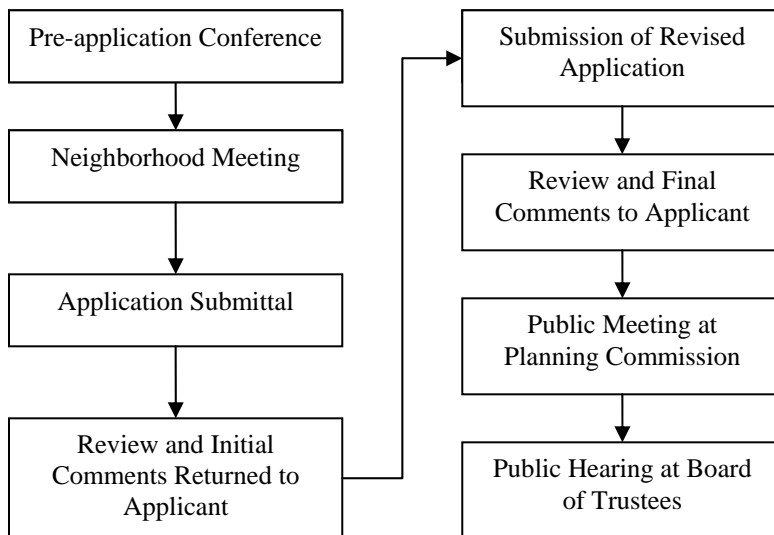 Pre-application Conference
Neighborhood Meeting
Application Submittal
Review and Initial
Comments Returned to
Applicant
Submission of Revised
Application
Review and Final
Comments to Applicant
Public Meeting at
Planning Commission
Public Hearing at Board
of Trustees